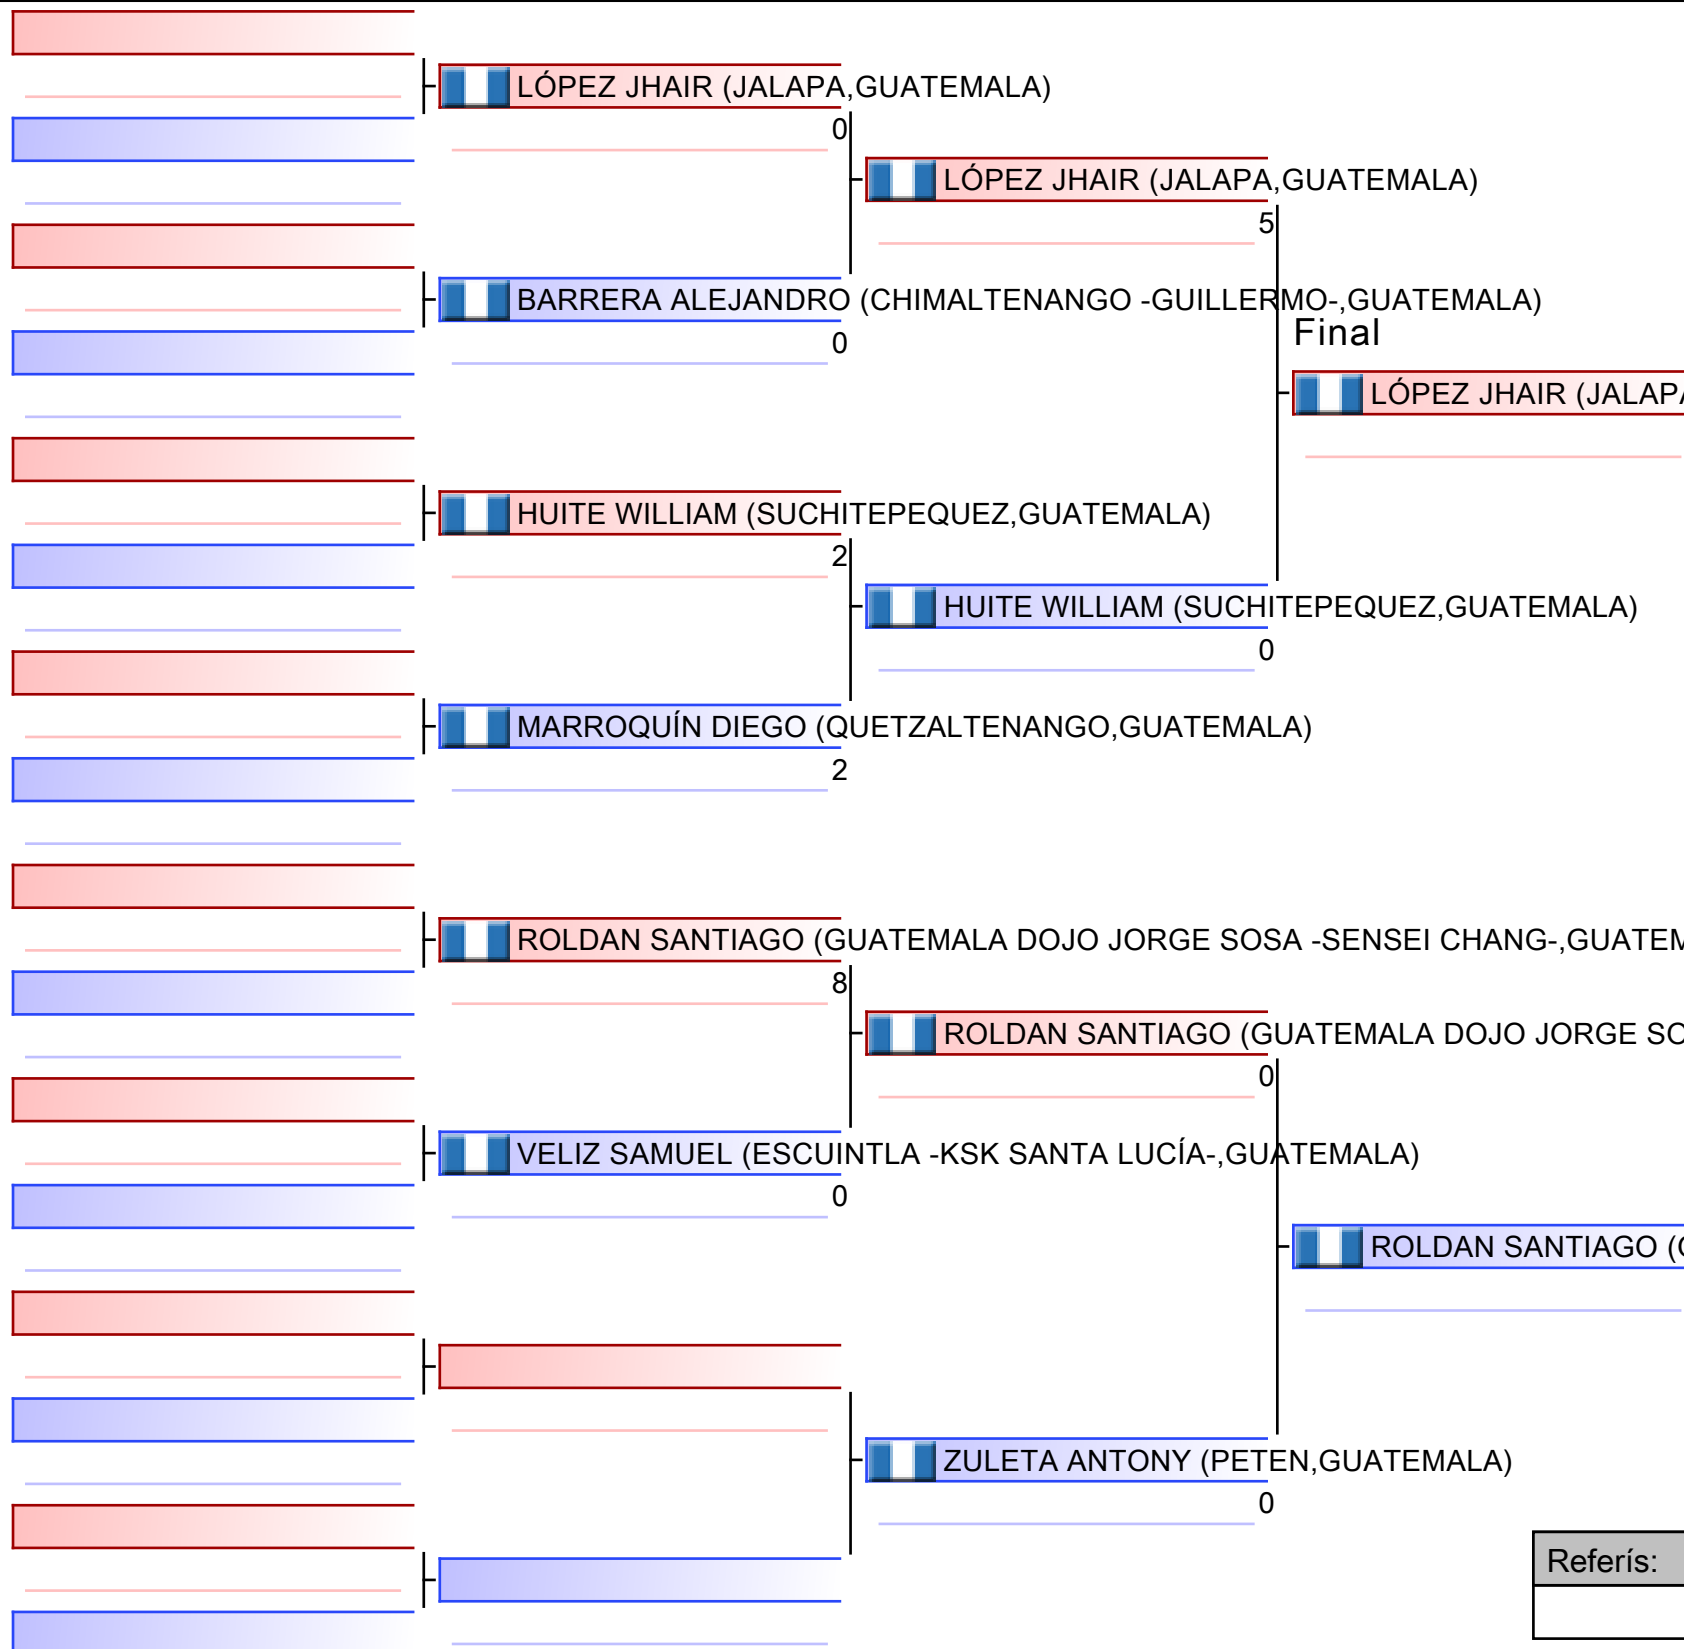 LÓPEZ JHAIR (JALAPA,GUATEMALA)
0
LÓPEZ JHAIR (JALAPA,GUATEMALA)
5
BARRERA ALEJANDRO (CHIMALTENANGO -GUILLERMO-,GUATEMALA)
0
Final
LÓPEZ JHAIR (JALAPA
HUITE WILLIAM (SUCHITEPEQUEZ,GUATEMALA)
2
HUITE WILLIAM (SUCHITEPEQUEZ,GUATEMALA)
0
MARROQUÍN DIEGO (QUETZALTENANGO,GUATEMALA)
2
ROLDAN SANTIAGO (GUATEMALA DOJO JORGE SOSA -SENSEI CHANG-,GUATEM
8
ROLDAN SANTIAGO (GUATEMALA DOJO JORGE SO
0
VELIZ SAMUEL (ESCUINTLA -KSK SANTA LUCÍA-,GUATEMALA)
0
ROLDAN SANTIAGO (
ZULETA ANTONY (PETEN,GUATEMALA)
0
Referís: